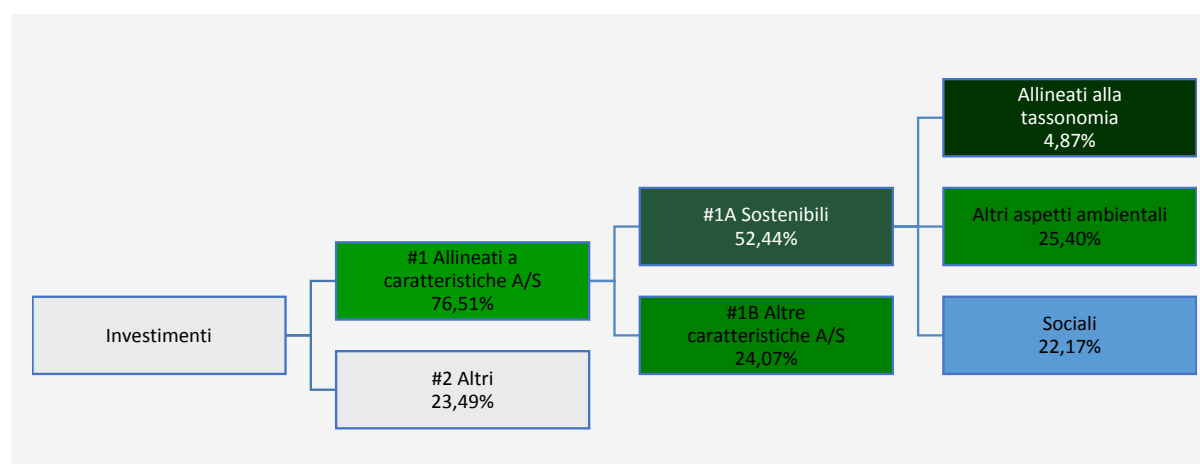 Investimenti
#1 Allineati a
caratteristiche A/S
76,51%
#2 Altri
23,49%
#1A Sostenibili
52,44%
#1B Altre
caratteristiche A/S
24,07%
Allineati alla
tassonomia
4,87%
Altri aspetti ambientali
25,40%
Sociali
22,17%